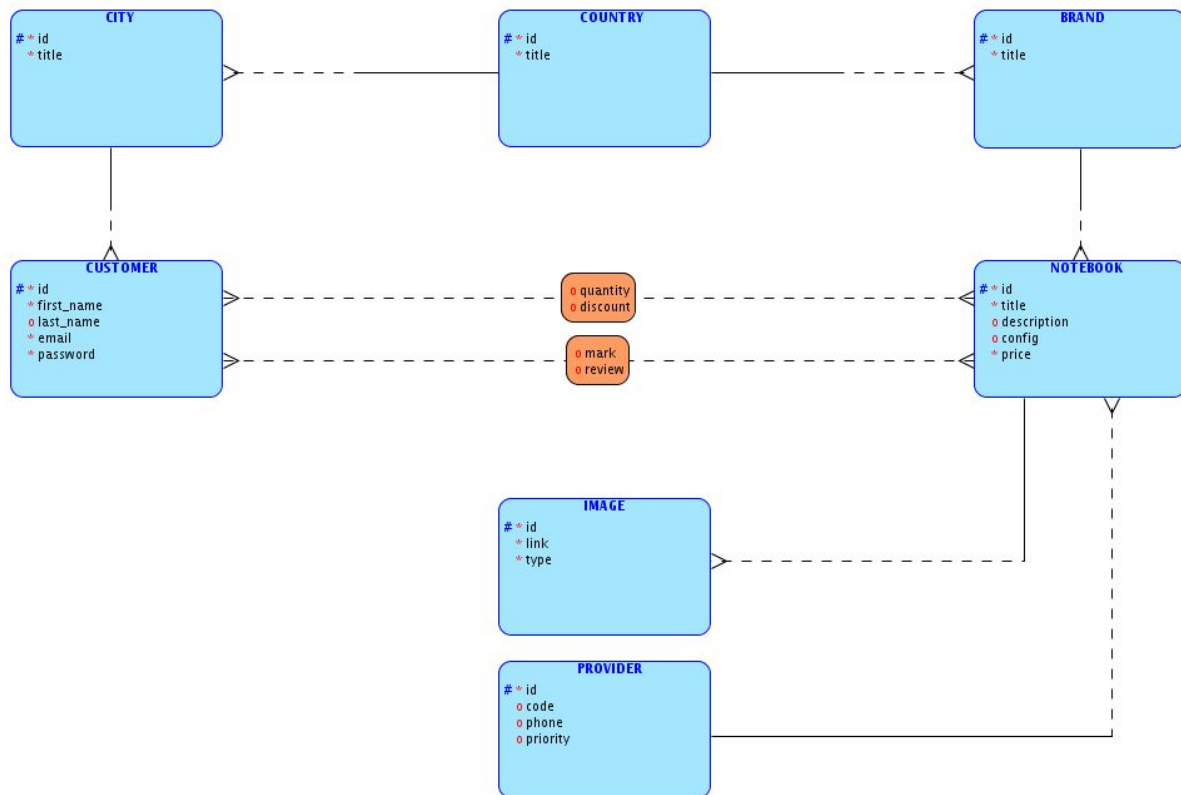 CITY
# * id
* title
COUNTRY
# * id
* title
BRAND
# * id
* title
CUSTOMER
# * id
* first_name
o last_name
* email
* password
o quantity
o discount
o mark
o review
NOTEBOOK
# * id
* title
o description
o config
* price
IMAGE
# * id
* link
* type
PROVIDER
# * id
o code
o phone
o priority